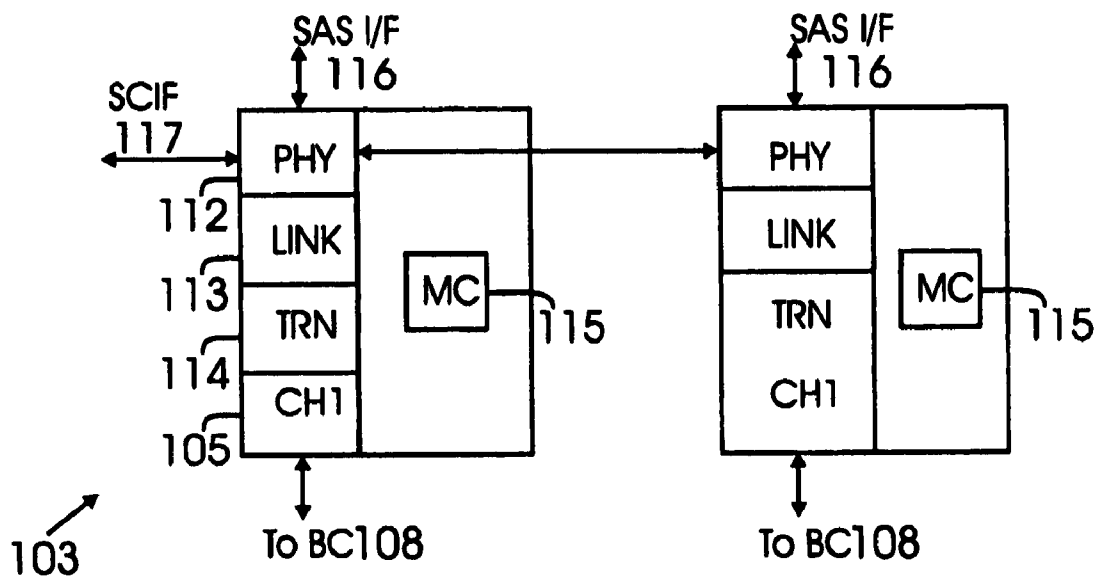 SAS I/F
116
SAS I/F
116
SCIF
117
PHY
PHY
112
LINK
LINK
113
MC
115
MC
115
TRN
TRN
114
CH1
CH1
105
103
To BC108
To BC108